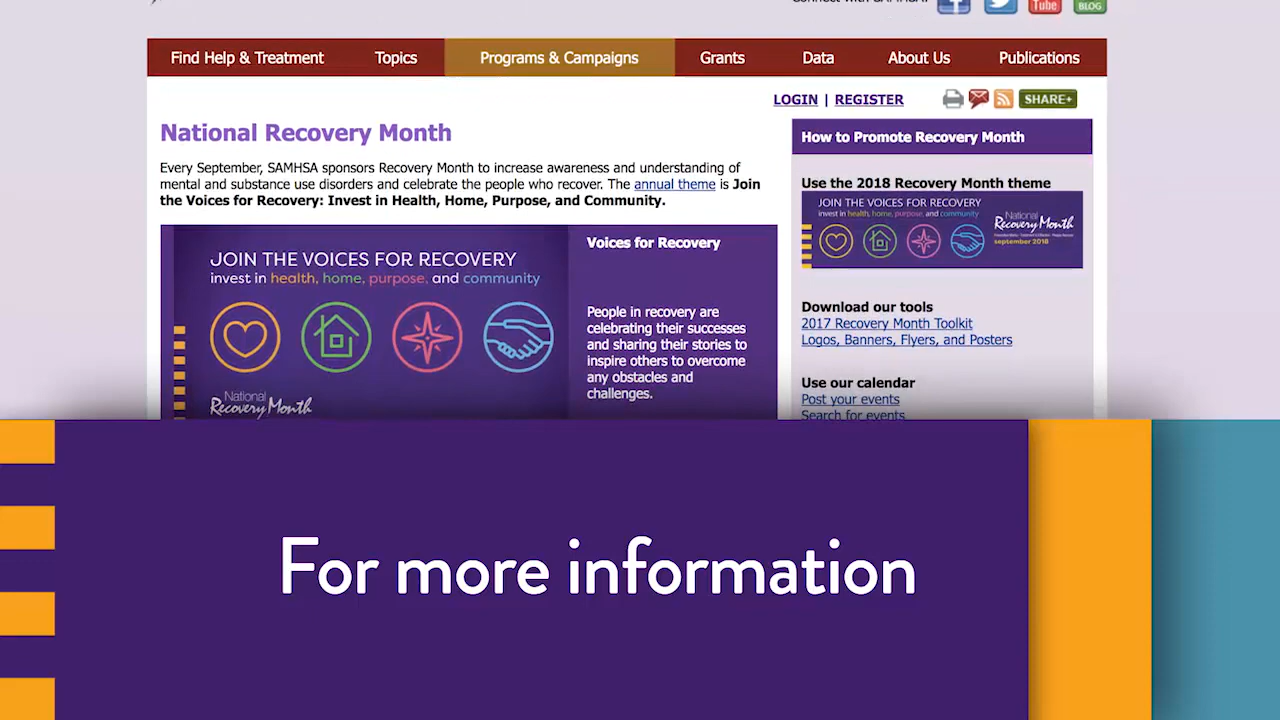 Connect with SAMHSA:
You
Tube
BLOG
Find Help & Treatment
Topics
Programs & Campaigns
Grants
Data
About Us
Publications
LOGIN | REGISTER
SHARE+
National Recovery Month
Every September, SAMHSA sponsors Recovery Month to increase awareness and understanding of
mental and substance use disorders and celebrate the people who recover. The annual theme is Join
the Voices for Recovery: Invest in Health, Home, Purpose, and Community.
JOIN THE VOICES FOR RECOVERY
invest in health, home, purpose, and community
National
Recovery Month
Voices for Recovery
People in recovery are
celebrating their successes
and sharing their stories to
inspire others to overcome
any obstacles and
challenges.
How to Promote Recovery Month
Use the 2018 Recovery Month theme
JOIN THE VOICES FOR RECOVERY
invest in health, home, purpose, and community
National
Recovery Month
september 2018
Download our tools
2017 Recovery Month Toolkit
Logos, Banners, Flyers, and Posters
Use our calendar
Post your events
Search for events
For more information